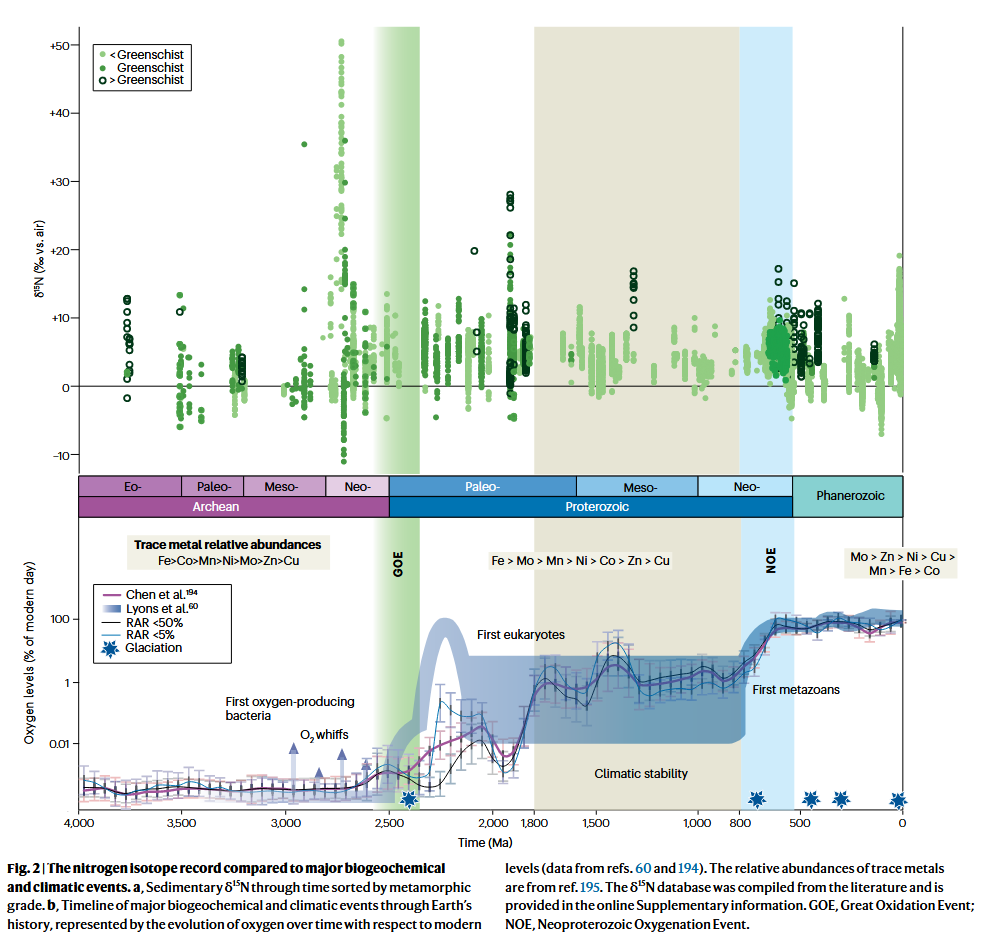 +50
+40
+30
+20
+10
0
–10
δ¹⁵N (‰ vs. air)
< Greenschist
Greenschist
> Greenschist
Eo-
Paleo-
Meso-
Neo-
Paleo-
Meso-
Neo-
Phanerozoic
Archean
Proterozoic
Trace metal relative abundances
Fe>Co>Mn>Ni>Mo>Zn>Cu
GOE
Fe > Mo > Mn > Ni > Co > Zn > Cu
NOE
Mo > Zn > Ni > Cu >
Mn > Fe > Co
Chen et al.¹⁹⁴
Lyons et al.⁶⁰
RAR <50%
RAR <5%
Glaciation
100
1
0.01
Oxygen levels (% of modern day)
First eukaryotes
First oxygen-producing
bacteria
O₂ whiffs
First metazoans
Climatic stability
4,000
3,500
3,000
2,500
2,000
1,800
1,500
1,000
800
500
0
Time (Ma)
Fig. 2 | The nitrogen isotope record compared to major biogeochemical
and climatic events. a, Sedimentary δ¹⁵N through time sorted by metamorphic
grade. b, Timeline of major biogeochemical and climatic events through Earth's
history, represented by the evolution of oxygen over time with respect to modern
levels (data from refs. 60 and 194). The relative abundances of trace metals
are from ref. 195. The δ¹⁵N database was compiled from the literature and is
provided in the online Supplementary information. GOE, Great Oxidation Event;
NOE, Neoproterozoic Oxygenation Event.